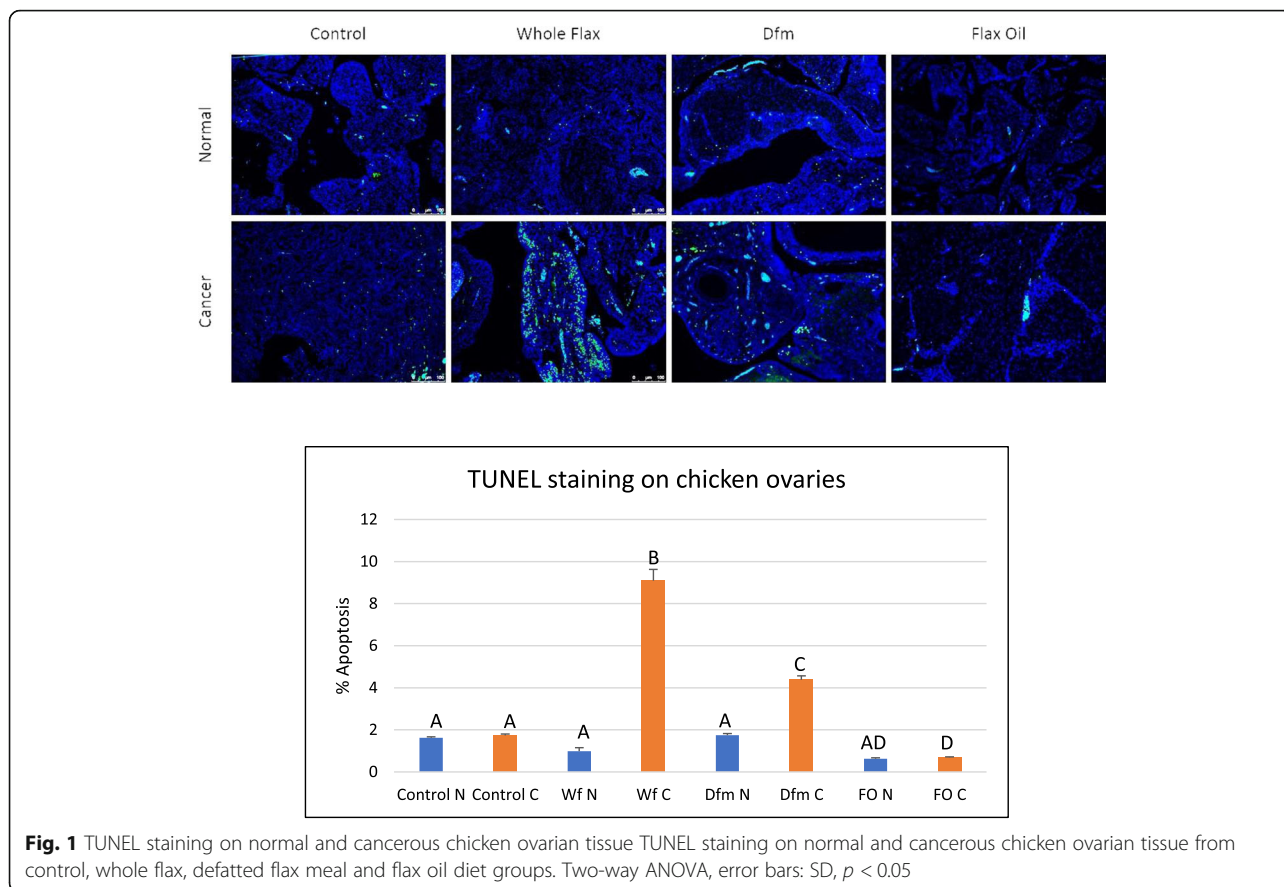 Control Whole Flax Dfm Flax Oil
Normal
Cancer
TUNEL staining on chicken ovaries
% Apoptosis
12
10
8
6
4
2
0
A A A B A C AD D
Control N Control C Wf N Wf C Dfm N Dfm C FO N FO C
Fig. 1 TUNEL staining on normal and cancerous chicken ovarian tissue TUNEL staining on normal and cancerous chicken ovarian tissue from
control, whole flax, defatted flax meal and flax oil diet groups. Two-way ANOVA, error bars: SD, p < 0.05